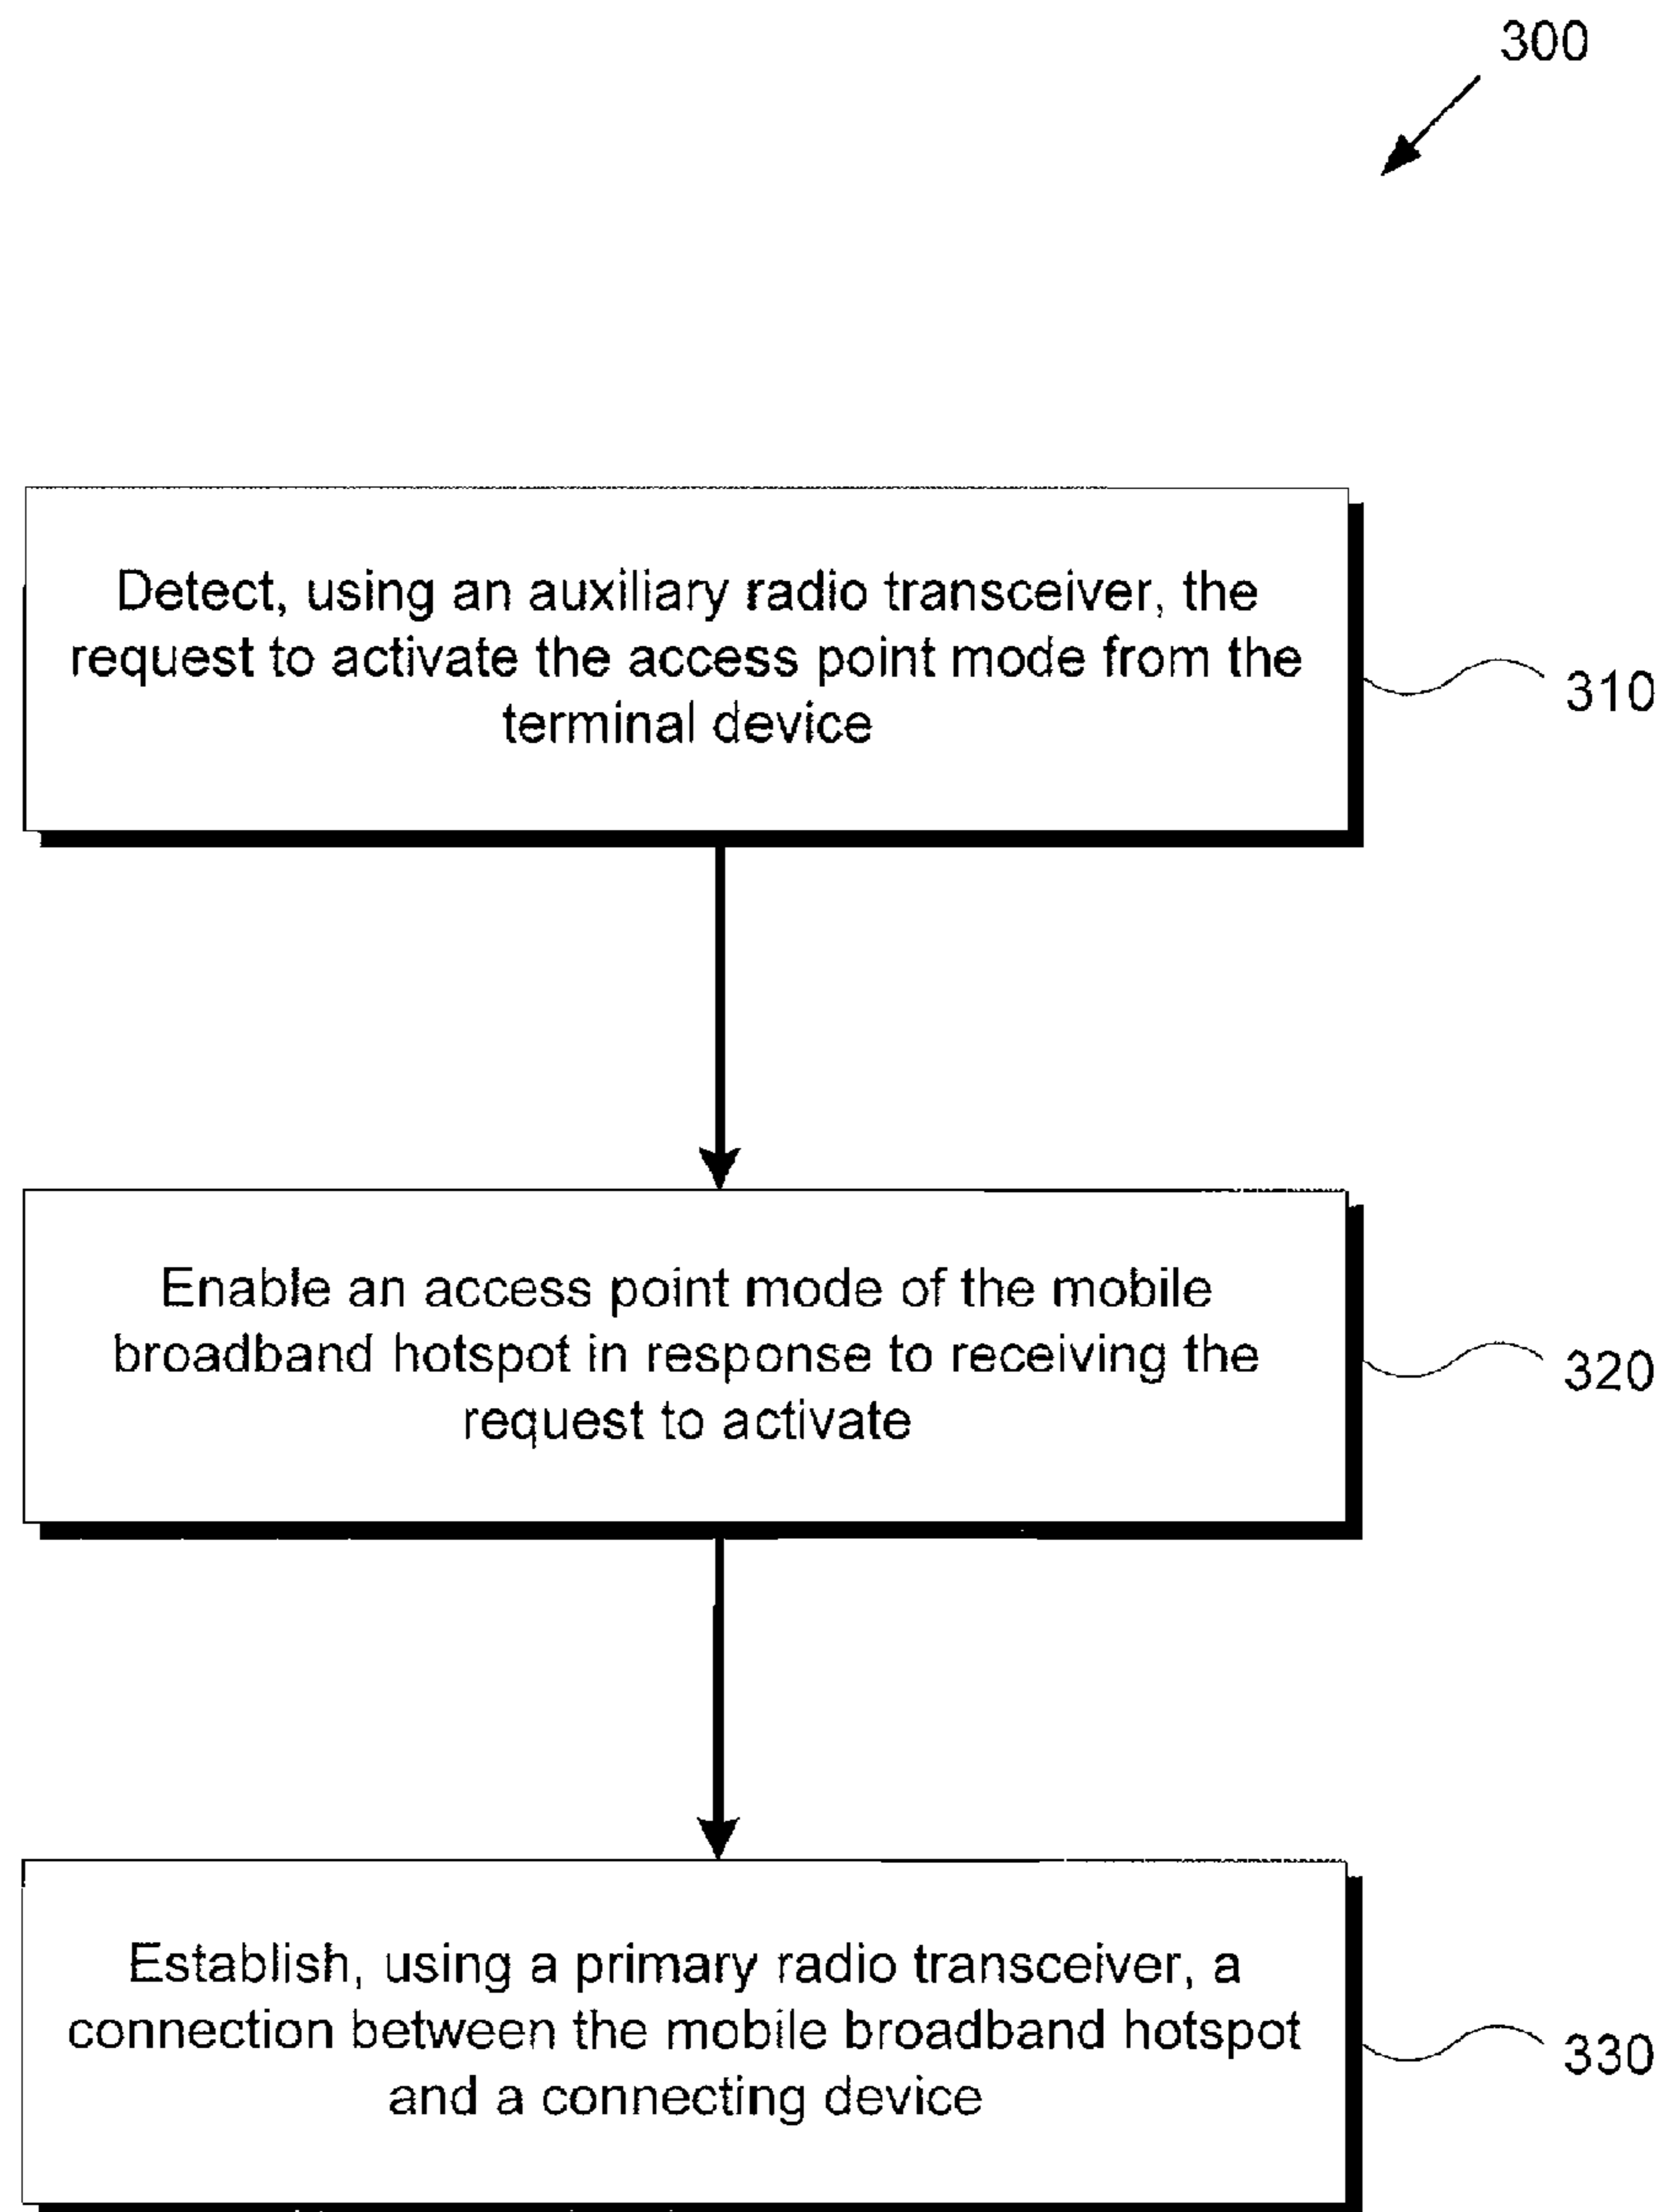 300
Detect, using an auxiliary radio transceiver, the
request to activate the access point mode from the
terminal device
310
Enable an access point mode of the mobile
broadband hotspot in response to receiving the
request to activate
320
Establish, using a primary radio transceiver, a
connection between the mobile broadband hotspot
and a connecting device
330